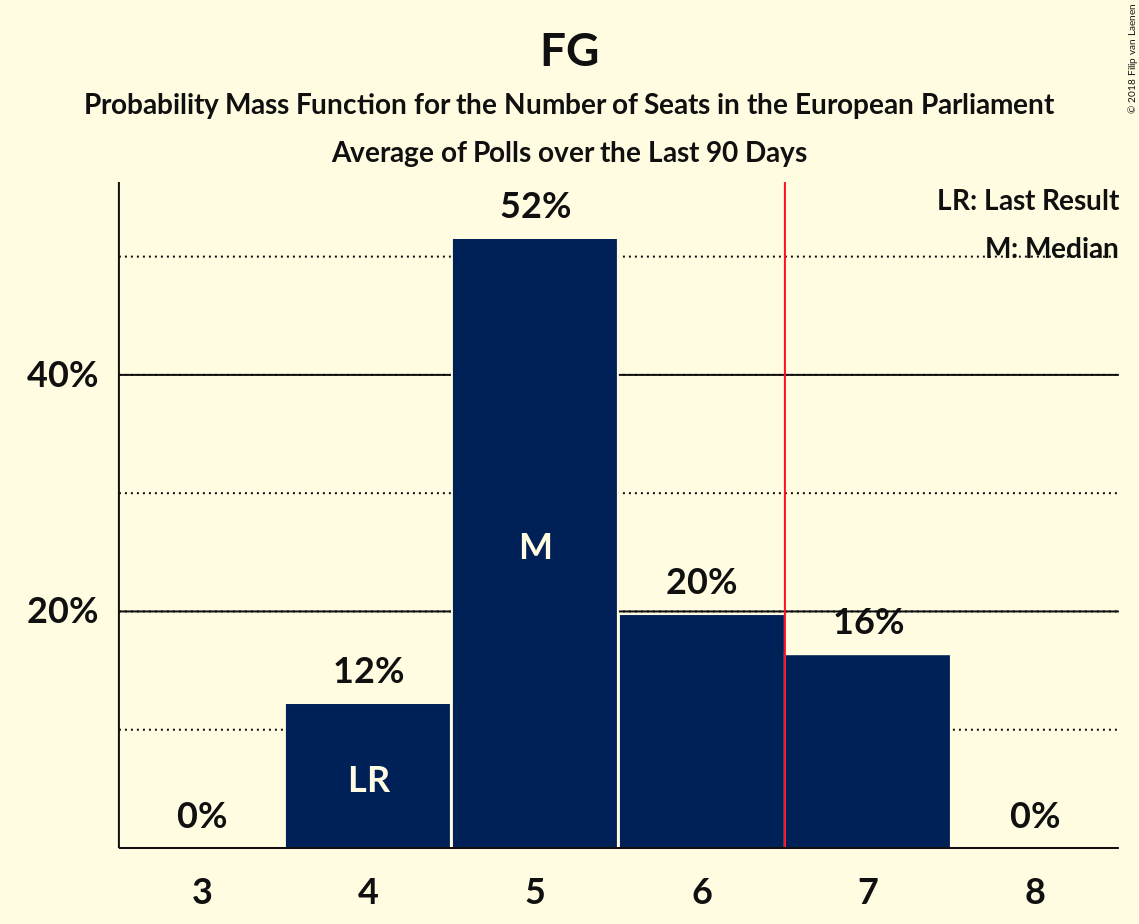 FG
Probability Mass Function for the Number of Seats in the European Parliament
Average of Polls over the Last 90 Days
© 2018 Filip van Laenen
LR: Last Result
M: Median
52%
40%
M
20%
20%
16%
12%
LR
0%
0%
3 4 5 6 7 8